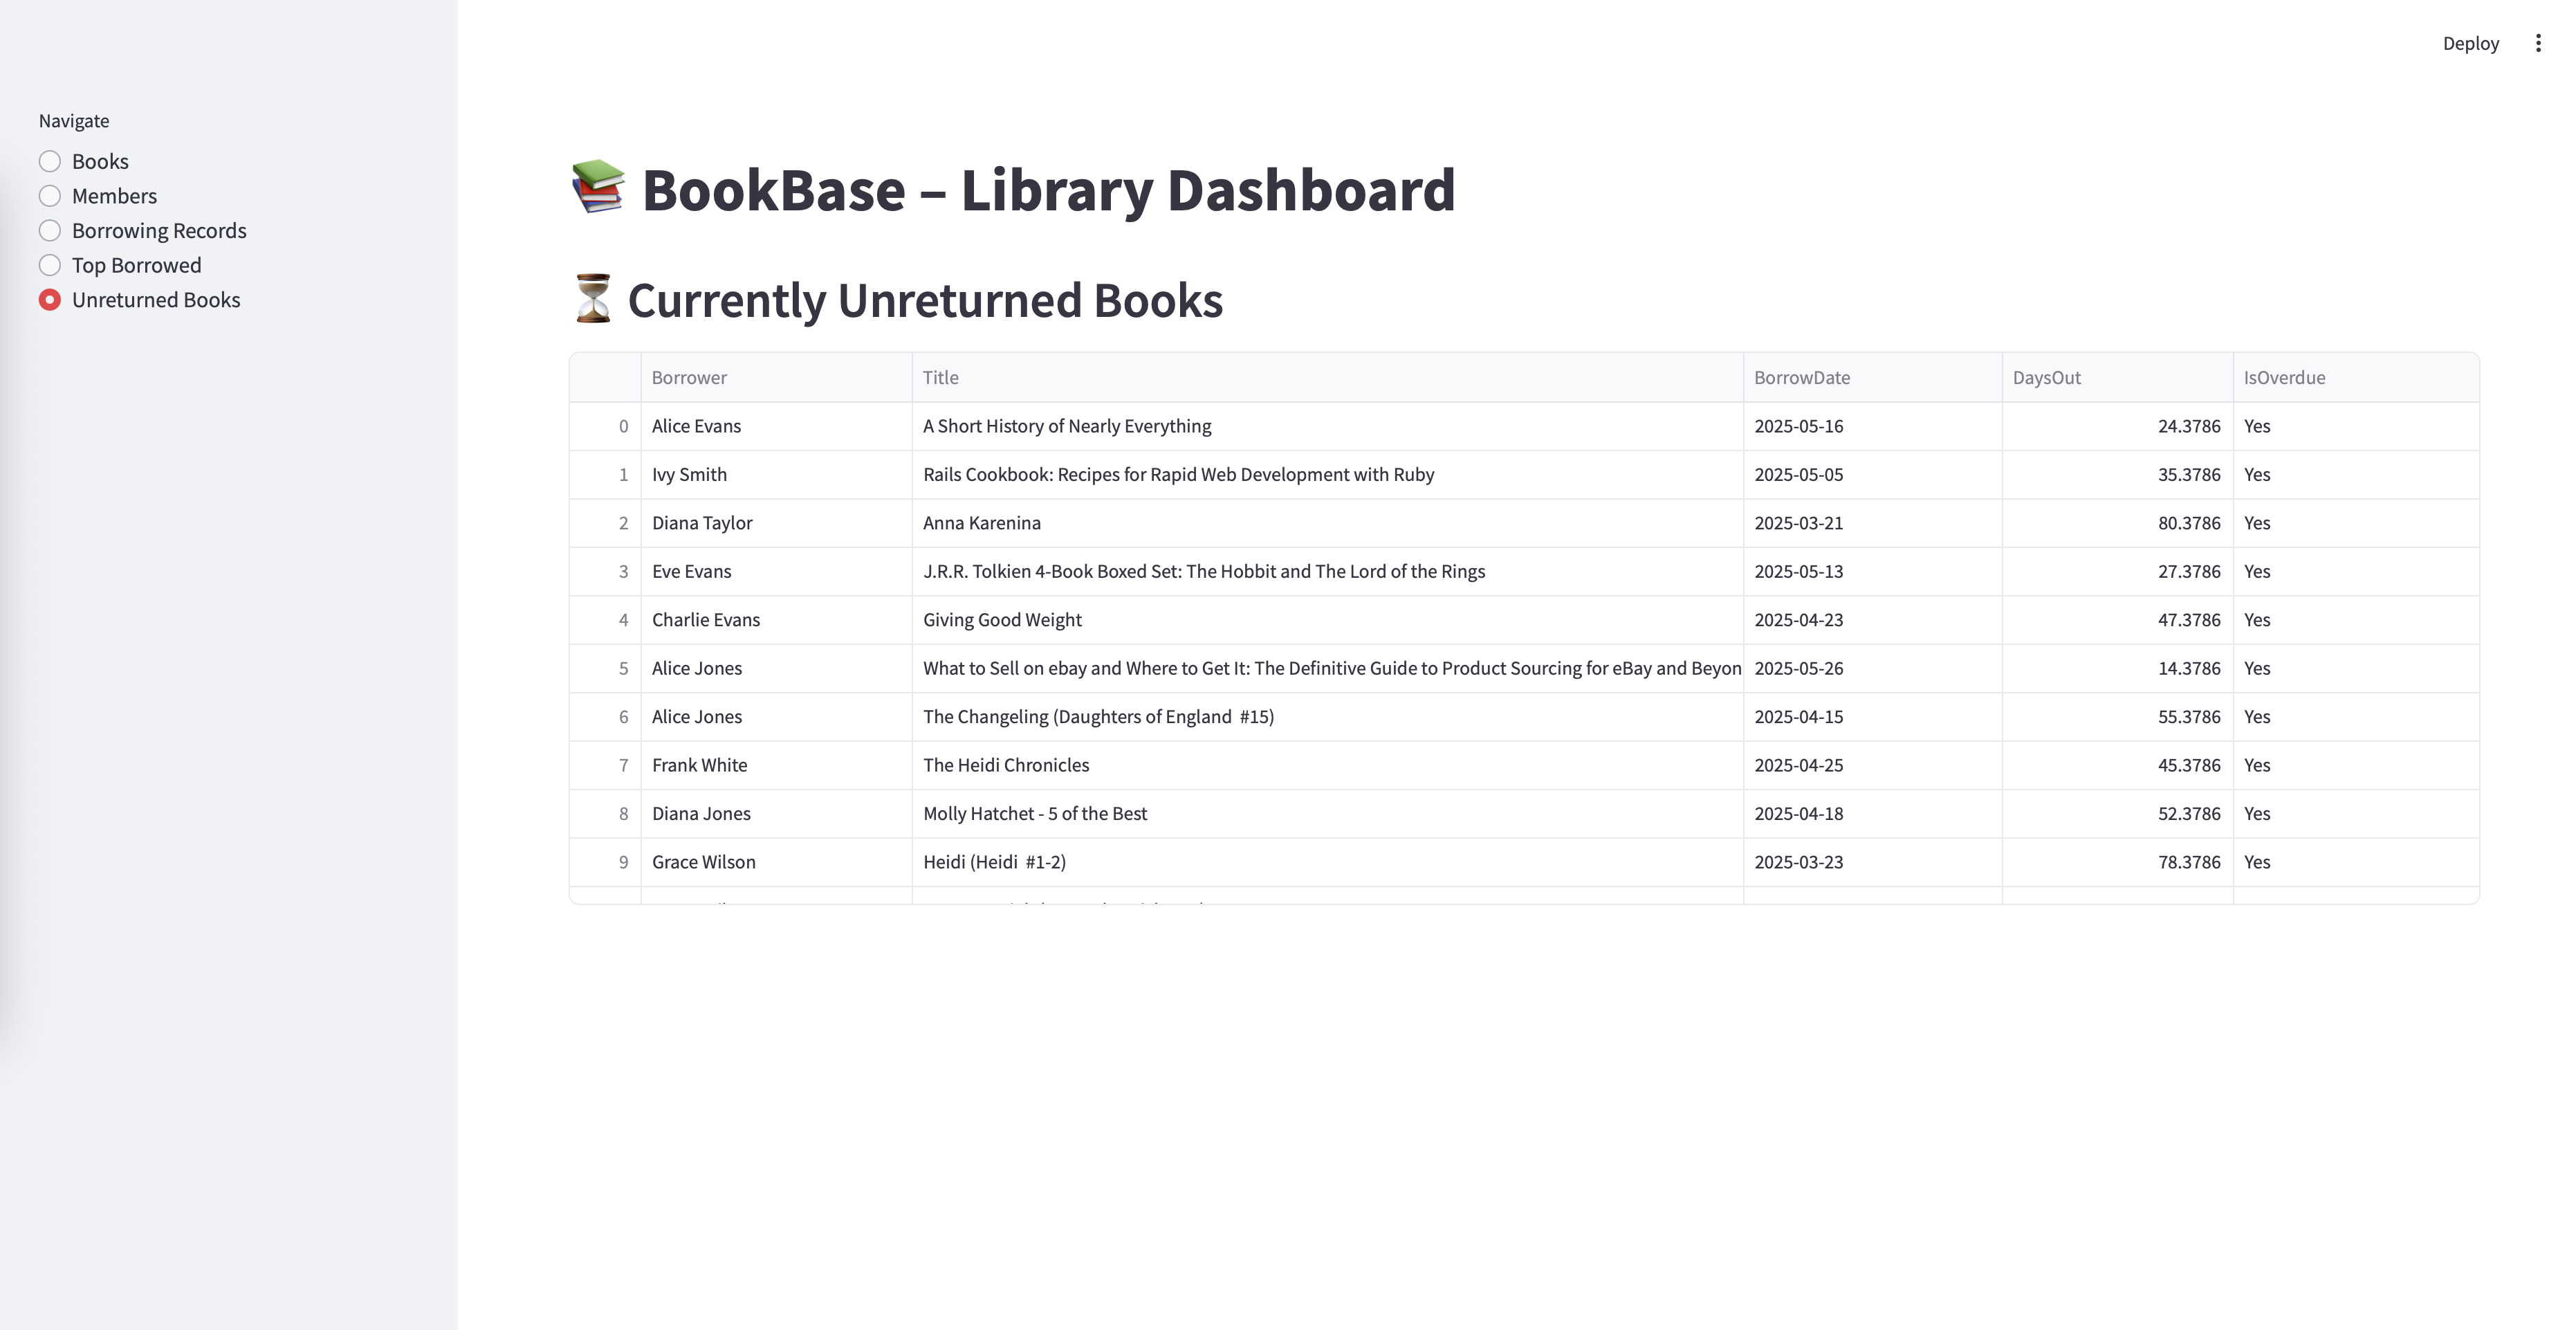 Deploy
Navigate
Books
Members
Borrowing Records
Top Borrowed
Unreturned Books
📚 BookBase – Library Dashboard
⏳ Currently Unreturned Books
Borrower Title BorrowDate DaysOut IsOverdue
0 Alice Evans A Short History of Nearly Everything 2025-05-16 24.3786 Yes
1 Ivy Smith Rails Cookbook: Recipes for Rapid Web Development with Ruby 2025-05-05 35.3786 Yes
2 Diana Taylor Anna Karenina 2025-03-21 80.3786 Yes
3 Eve Evans J.R.R. Tolkien 4-Book Boxed Set: The Hobbit and The Lord of the Rings 2025-05-13 27.3786 Yes
4 Charlie Evans Giving Good Weight 2025-04-23 47.3786 Yes
5 Alice Jones What to Sell on ebay and Where to Get It: The Definitive Guide to Product Sourcing for eBay and Beyon 2025-05-26 14.3786 Yes
6 Alice Jones The Changeling (Daughters of England  #15) 2025-04-15 55.3786 Yes
7 Frank White The Heidi Chronicles 2025-04-25 45.3786 Yes
8 Diana Jones Molly Hatchet - 5 of the Best 2025-04-18 52.3786 Yes
9 Grace Wilson Heidi (Heidi  #1-2) 2025-03-23 78.3786 Yes